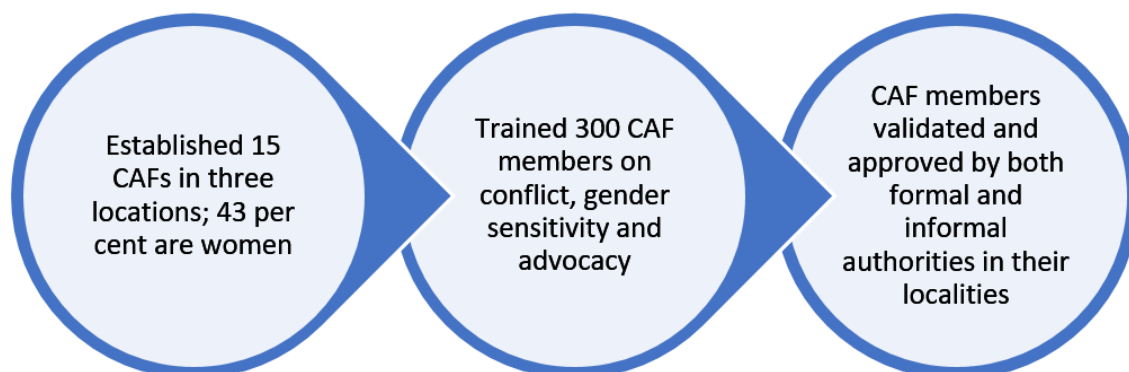 Established 15
CAFs in three
locations; 43 per
cent are women
Trained 300 CAF
members on
conflict, gender
sensitivity and
advocacy
CAF members
validated and
approved by both
formal and
informal
authorities in their
localities